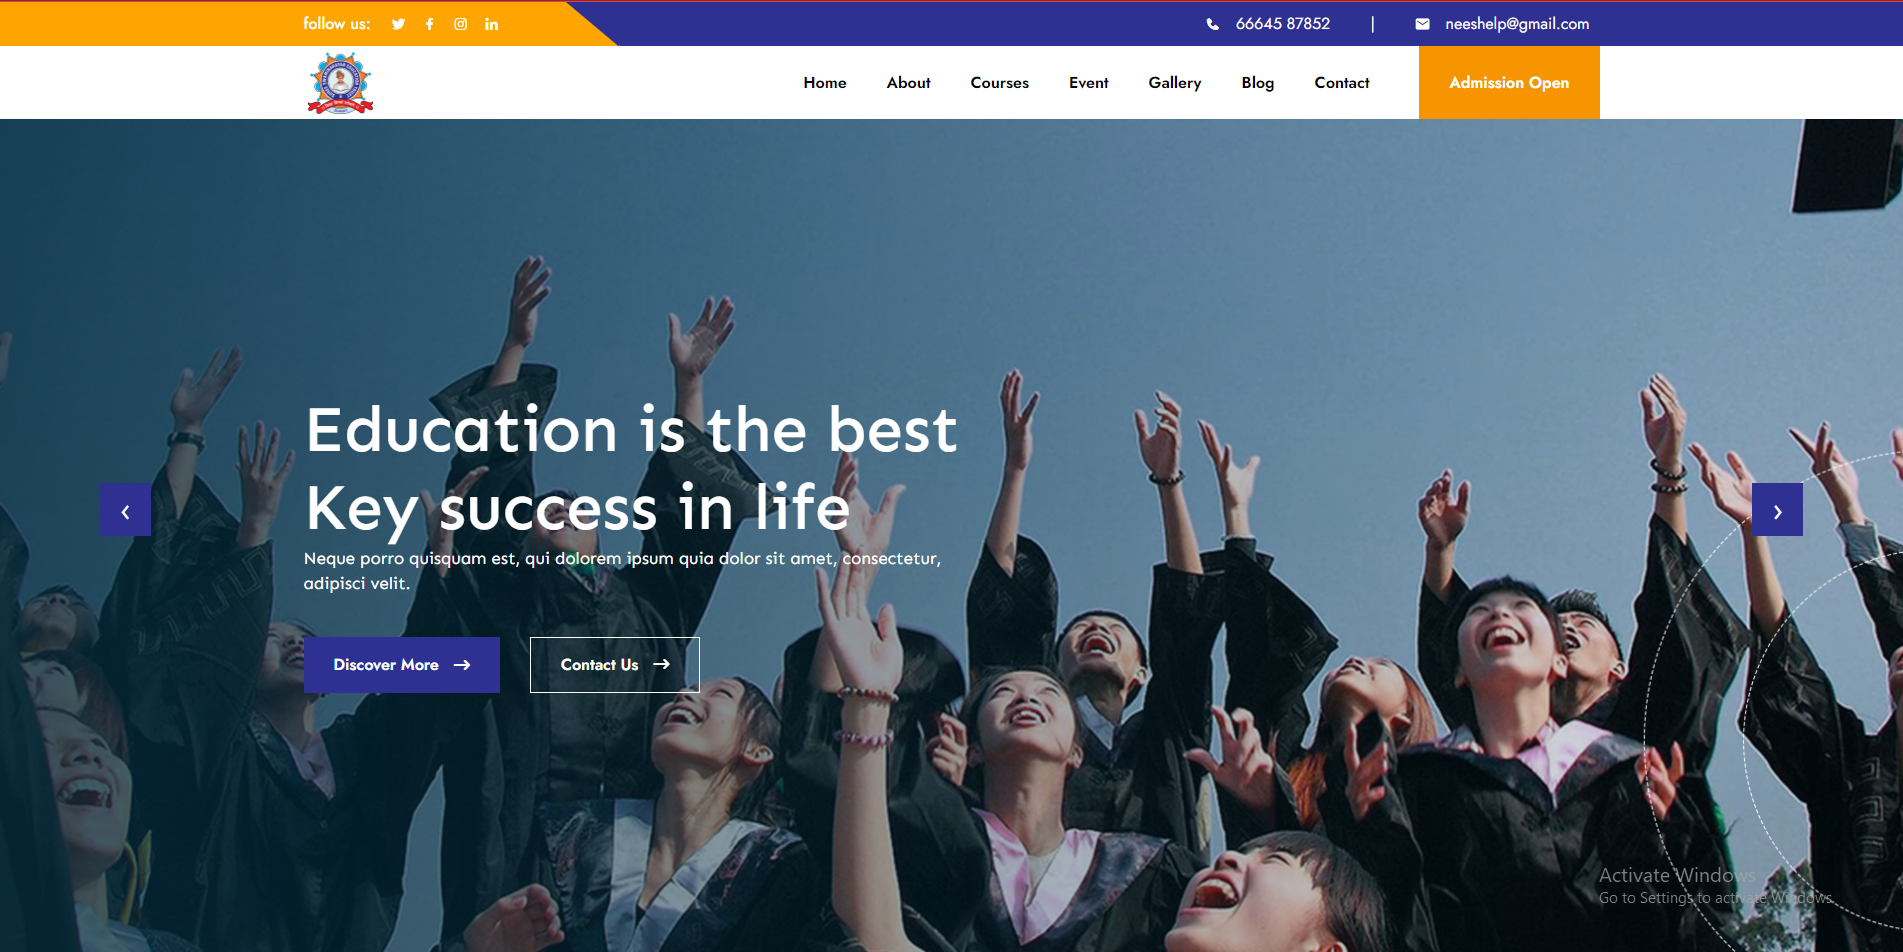 follow us:
66645 87852 | neeshelp@gmail.com
Home About Courses Event Gallery Blog Contact Admission Open
Education is the best
Key success in life
Neque porro quisquam est, qui dolorem ipsum quia dolor sit amet, consectetur,
adipisci velit.
Discover More → Contact Us →
Activate Windows
Go to Settings to activate Windows.